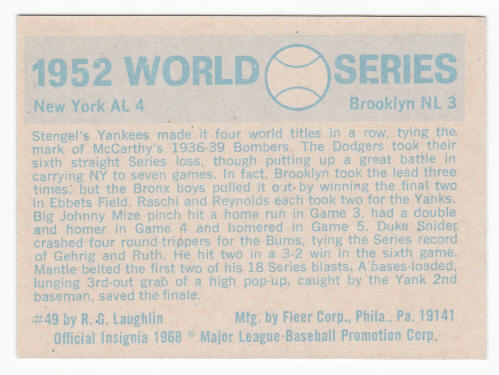 1952 WORLD SERIES
New York AL 4 Brooklyn NL 3
Stengel's Yankees made it four world titles in a row, tying the
mark of McCarthy's 1936-39 Bombers. The Dodgers took their
sixth straight Series loss, though putting up a great battle in
carrying NY to seven games. In fact, Brooklyn took the lead three
times, but the Bronx boys pulled it out by winning the final two
in Ebbets Field. Raschi and Reynolds each took two for the Yanks.
Big Johnny Mize pinch hit a home run in Game 3, had a double
and homer in Game 4 and homered in Game 5. Duke Snider
crashed four round-trippers for the Bums, tying the Series record
of Gehrig and Ruth. He hit two in a 3-2 win in the sixth game.
Mantle belted the first two of his 18 Series blasts. A bases-loaded,
lunging 3rd-out grab of a high pop-up, caught by the Yank 2nd
baseman, saved the finale.
#49 by R. G. Laughlin Mfg. by Fleer Corp., Phila., Pa. 19141
Official Insignia 1968 © Major League-Baseball Promotion Corp.